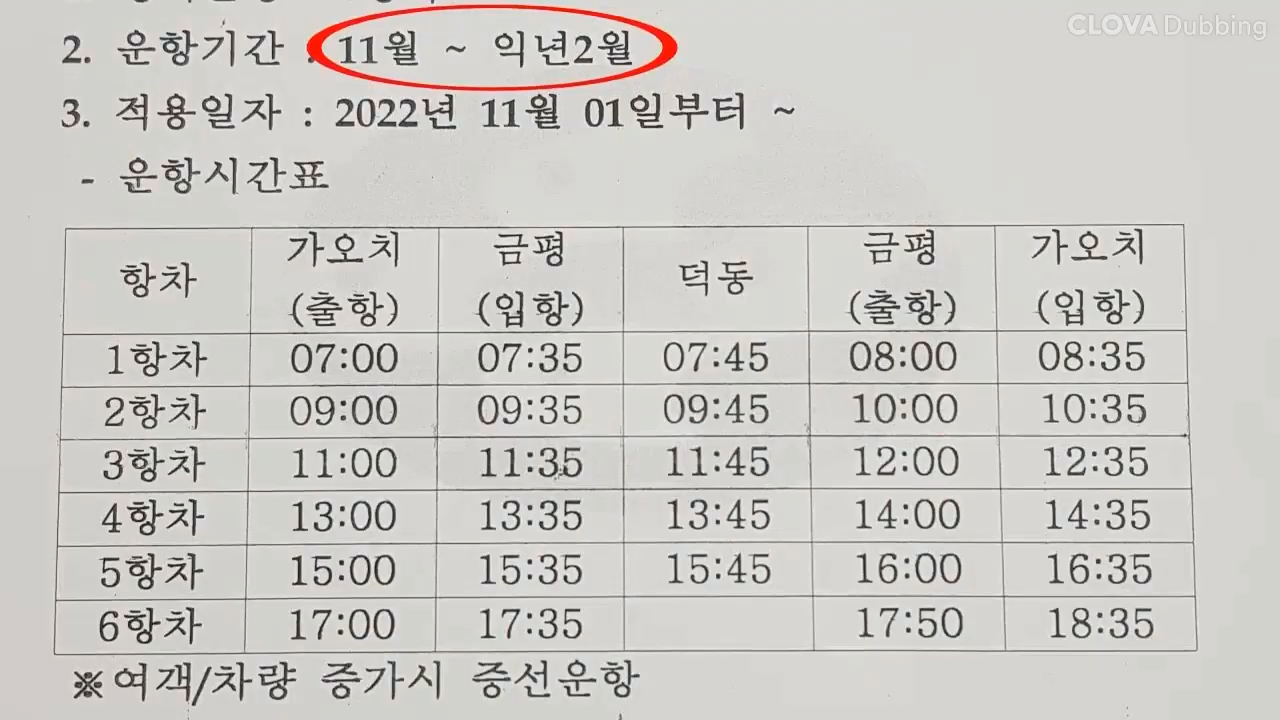 CLOVA Dubbing
2. 운항기간 : 11월 ~ 익년2월
3. 적용일자 : 2022년 11월 01일부터 ~
- 운항시간표
항차 가오치(출항) 금평(입항) 덕동 금평(출항) 가오치(입항)
1항차 07:00 07:35 07:45 08:00 08:35
2항차 09:00 09:35 09:45 10:00 10:35
3항차 11:00 11:35 11:45 12:00 12:35
4항차 13:00 13:35 13:45 14:00 14:35
5항차 15:00 15:35 15:45 16:00 16:35
6항차 17:00 17:35 17:50 18:35
※여객/차량 증가시 증선운항